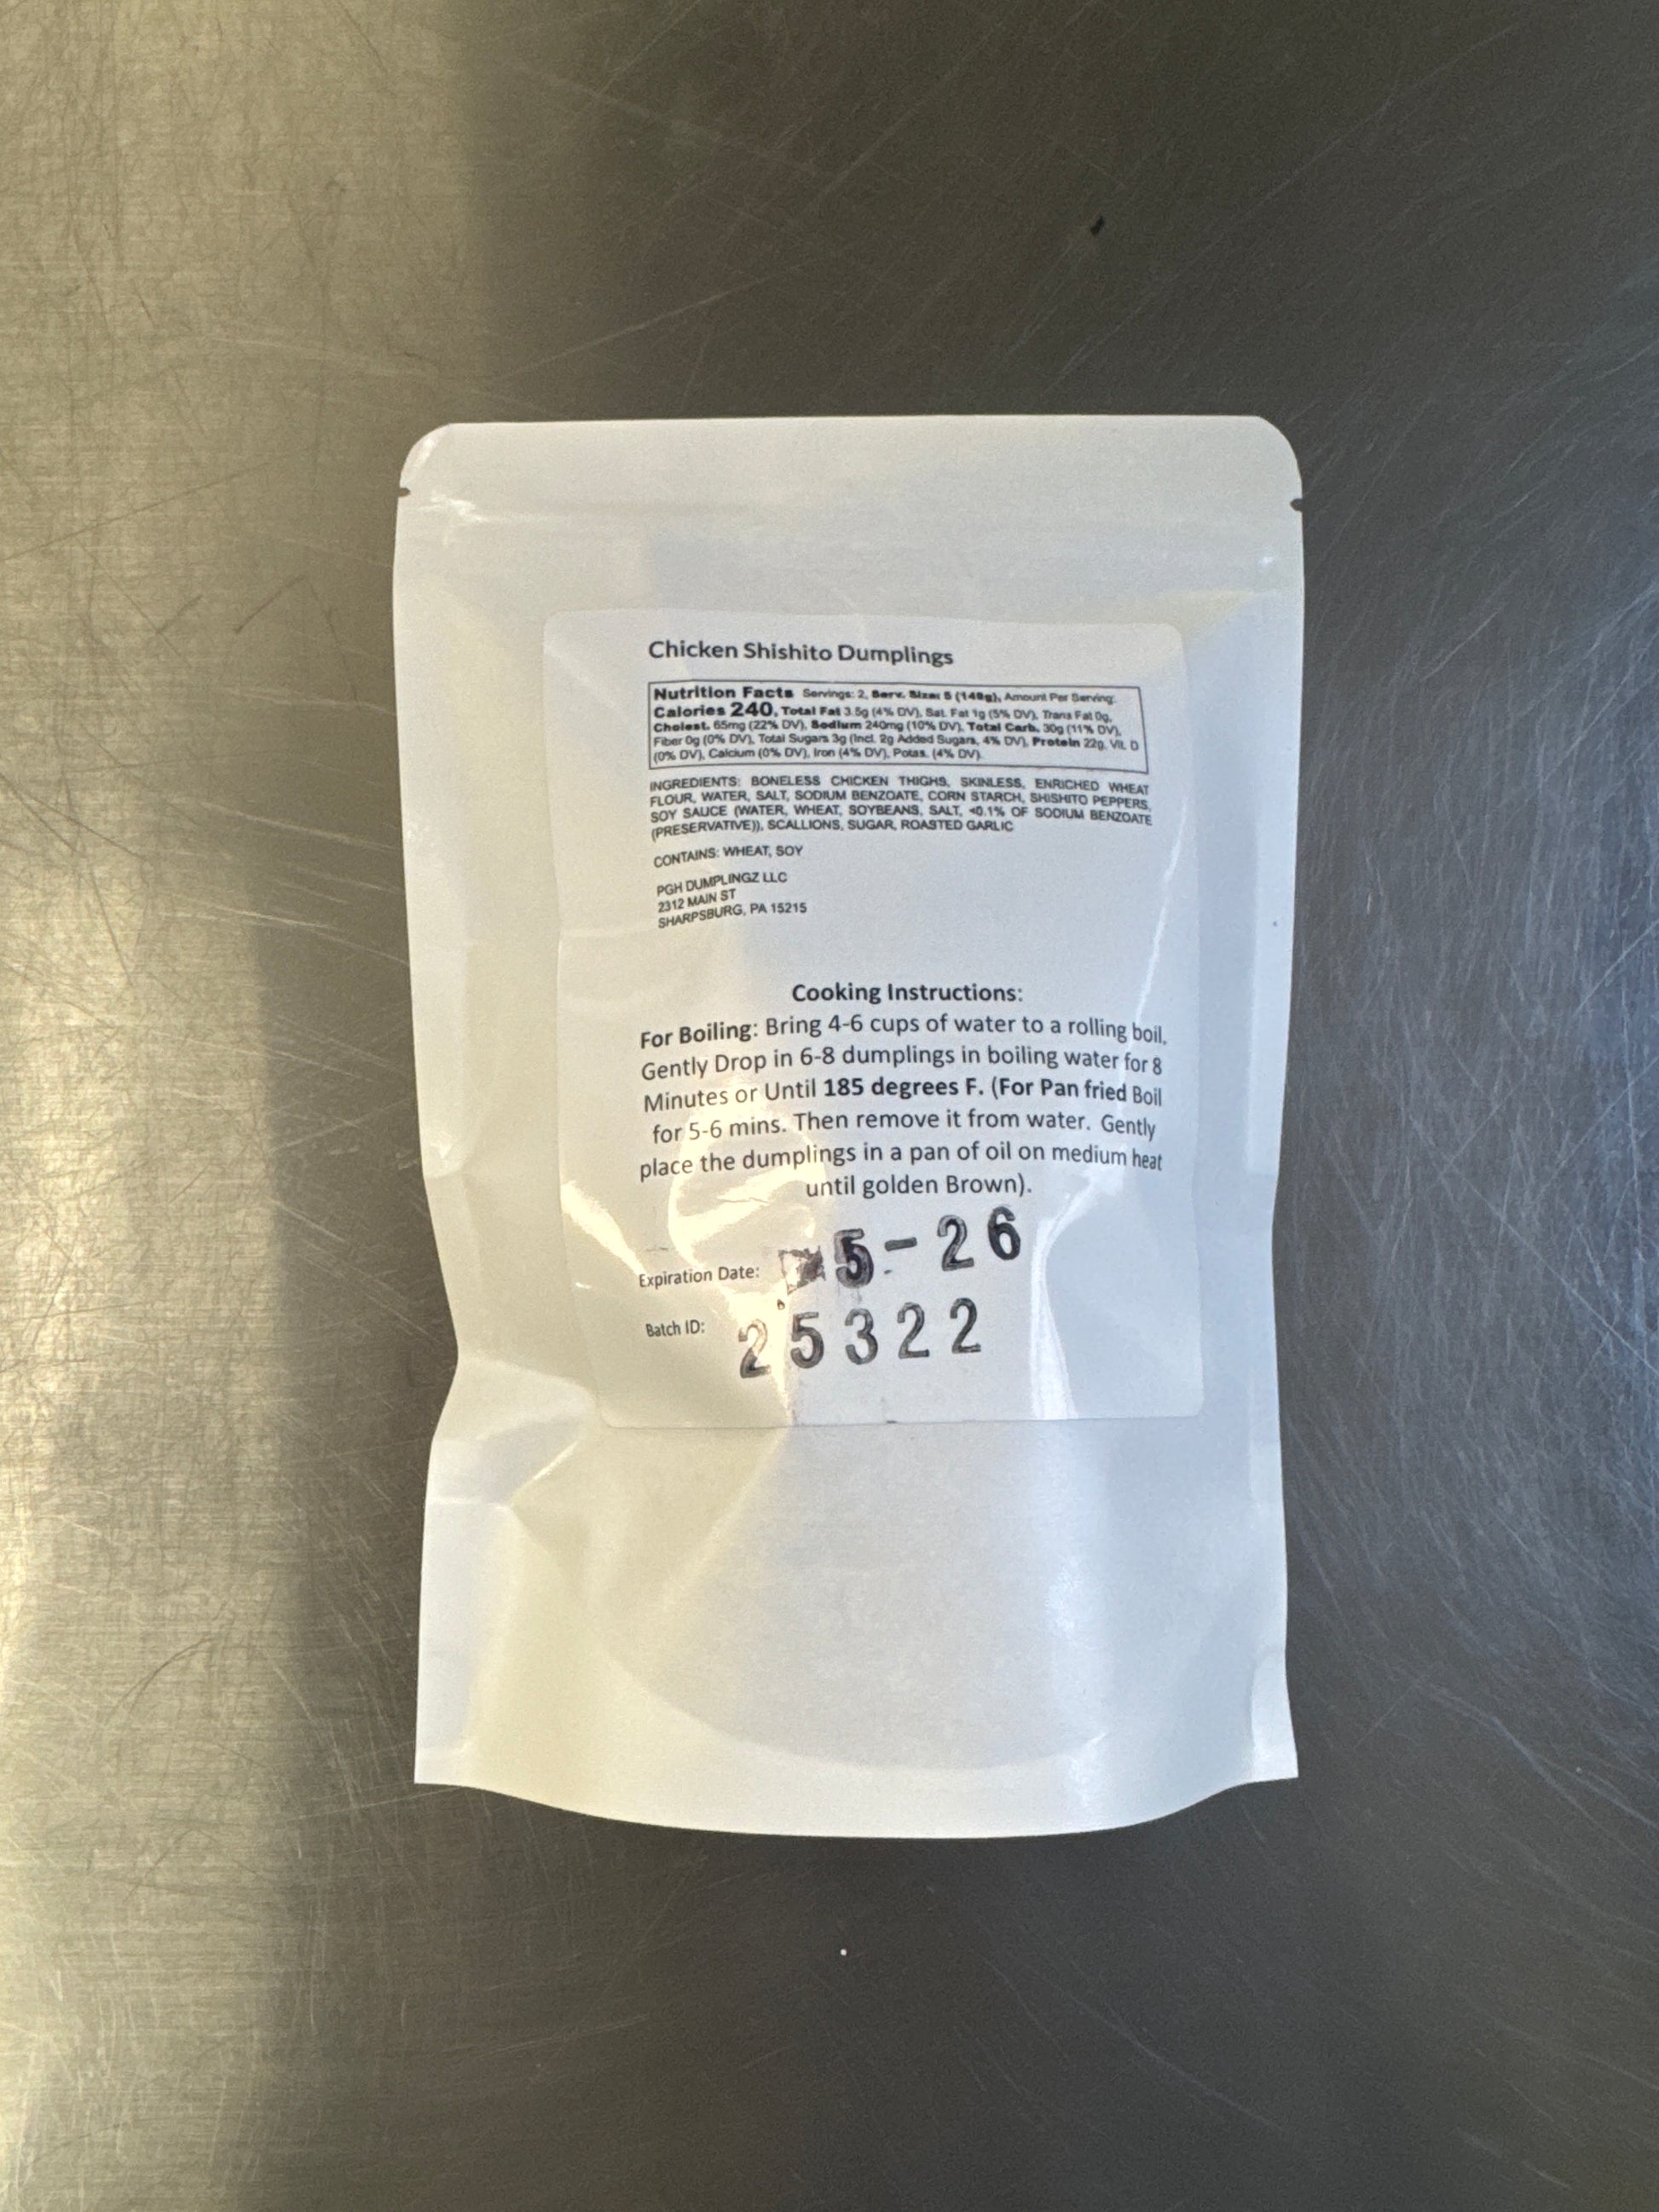 Chicken Shishito Dumplings
Nutrition Facts Servings: 2, Serv. Size: 5 (148g), Amount Per Serving:
Calories 240, Total Fat 3.5g (4% DV), Sat. Fat 1g (5% DV), Trans Fat 0g,
Cholest. 65mg (22% DV), Sodium 240mg (10% DV), Total Carb. 30g (11% DV),
Fiber 0g (0% DV), Total Sugars 3g (Incl. 2g Added Sugars, 4% DV), Protein 22g, Vit. D
(0% DV), Calcium (0% DV), Iron (4% DV), Potas. (4% DV).
INGREDIENTS: BONELESS CHICKEN THIGHS, SKINLESS, ENRICHED WHEAT
FLOUR, WATER, SALT, SODIUM BENZOATE, CORN STARCH, SHISHITO PEPPERS,
SOY SAUCE (WATER, WHEAT, SOYBEANS, SALT, <0.1% OF SODIUM BENZOATE
(PRESERVATIVE)), SCALLIONS, SUGAR, ROASTED GARLIC
CONTAINS: WHEAT, SOY
PGH DUMPLINGZ LLC
2312 MAIN ST
SHARPSBURG, PA 15215
Cooking Instructions:
For Boiling: Bring 4-6 cups of water to a rolling boil.
Gently Drop in 6-8 dumplings in boiling water for 8
Minutes or Until 185 degrees F. (For Pan fried Boil
for 5-6 mins. Then remove it from water. Gently
place the dumplings in a pan of oil on medium heat
until golden Brown).
Expiration Date: 5-26
Batch ID: 25322